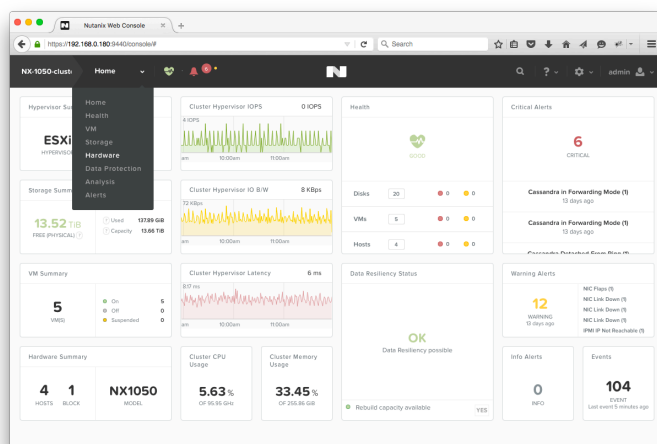 Nutanix Web Console
https://192.168.0.180:9440/console/#
Search
NX-1050-clust
Home
6
N
?
admin
Home
Health
VM
Storage
Hardware
Data Protection
Analysis
Alerts
Hypervisor Su
ESXi
HYPERVISO
Cluster Hypervisor IOPS
0 IOPS
4 IOPS
am
10:00am
11:00am
Health
GOOD
Disks
20
0
0
VMs
5
0
0
Hosts
4
0
0
Critical Alerts
6
CRITICAL
Cassandra in Forwarding Mode (1)
13 days ago
Cassandra in Forwarding Mode (1)
13 days ago
Cassandra Detached From Ring (1)
Storage Summ
13.52 TiB
FREE (PHYSICAL)
Used 137.89 GiB
Capacity 13.66 TiB
Cluster Hypervisor IO B/W
8 KBps
72 KBps
am
10:00am
11:00am
VM Summary
5
VM(S)
On 5
Off 0
Suspended 0
Cluster Hypervisor Latency
6 ms
8.17 ms
am
10:00am
11:00am
Data Resiliency Status
OK
Data Resiliency possible
Rebuild capacity available
YES
Warning Alerts
12
WARNING
13 days ago
NIC Flaps (1)
NIC Link Down (1)
NIC Link Down (1)
NIC Link Down (1)
IPMI IP Not Reachable (1)
Hardware Summary
4
HOSTS
1
BLOCK
NX1050
MODEL
Cluster CPU
Usage
5.63 %
OF 95.95 GHz
Cluster Memory
Usage
33.45 %
OF 255.86 GiB
Info Alerts
0
INFO
Events
104
EVENT
Last event 5 minutes ago